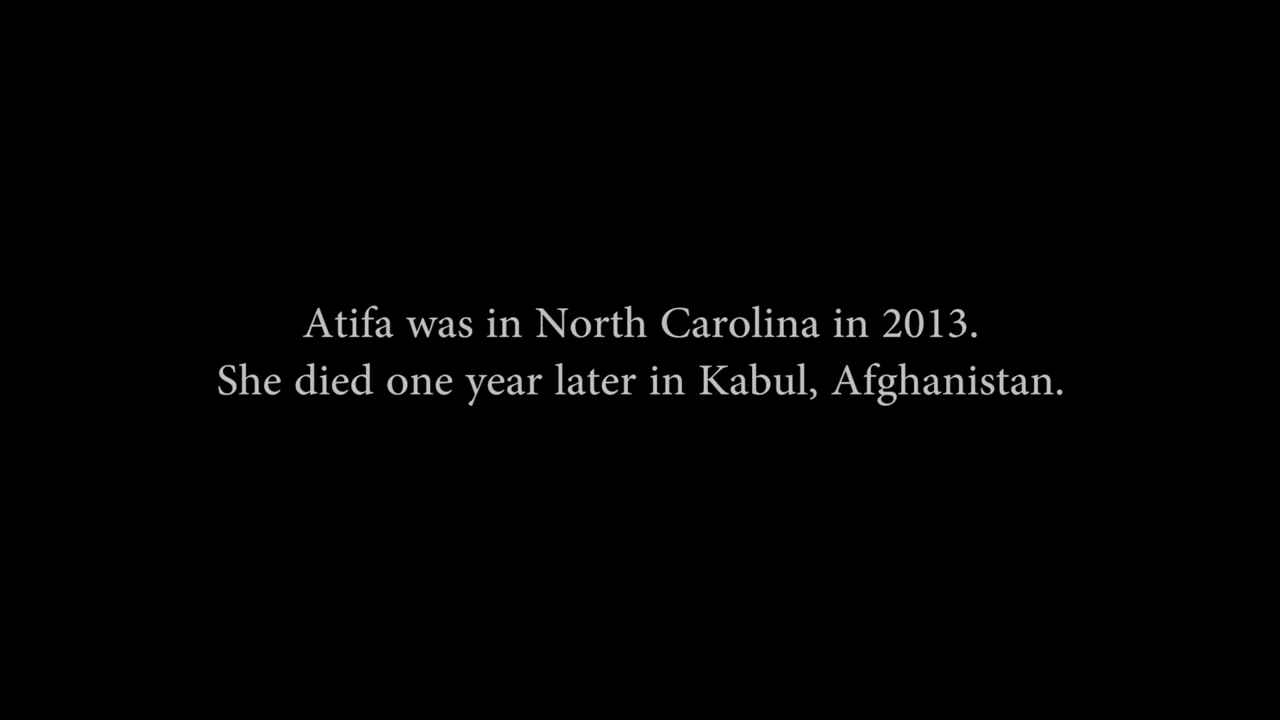 Atifa was in North Carolina in 2013.
She died one year later in Kabul, Afghanistan.